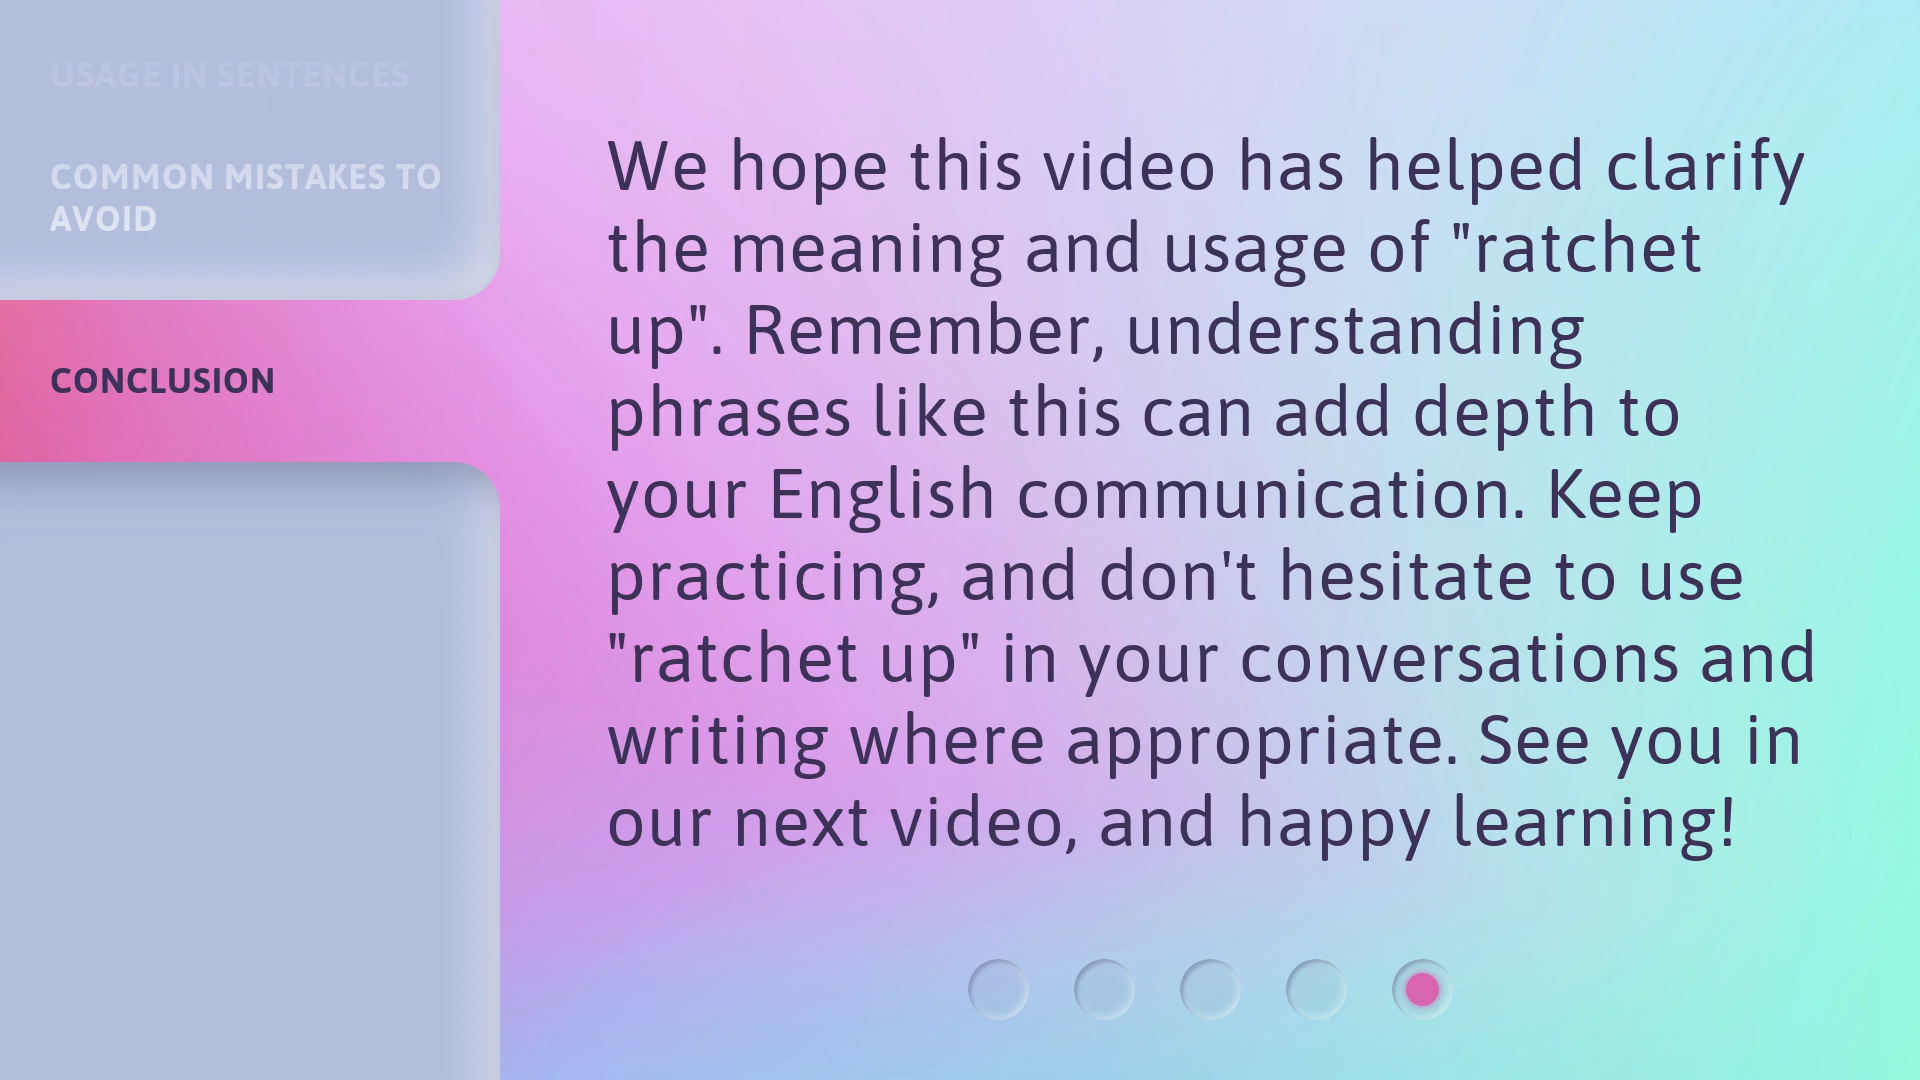 USAGE IN SENTENCES
COMMON MISTAKES TO
AVOID
CONCLUSION
We hope this video has helped clarify
the meaning and usage of "ratchet
up". Remember, understanding
phrases like this can add depth to
your English communication. Keep
practicing, and don't hesitate to use
"ratchet up" in your conversations and
writing where appropriate. See you in
our next video, and happy learning!